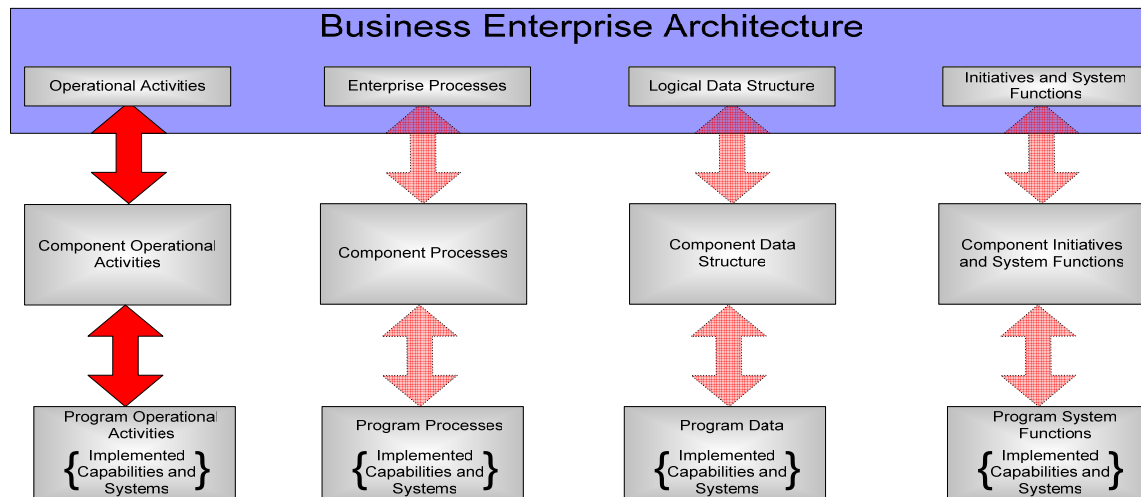 Business Enterprise Architecture
Operational Activities
Enterprise Processes
Logical Data Structure
Initiatives and System
Functions
Component Operational
Activities
Component Processes
Component Data
Structure
Component Initiatives
and System Functions
Program Operational
Activities
{ Implemented
Capabilities and
Systems }
Program Processes
{ Implemented
Capabilities and
Systems }
Program Data
{ Implemented
Capabilities and
Systems }
Program System
Functions
{ Implemented
Capabilities and
Systems }